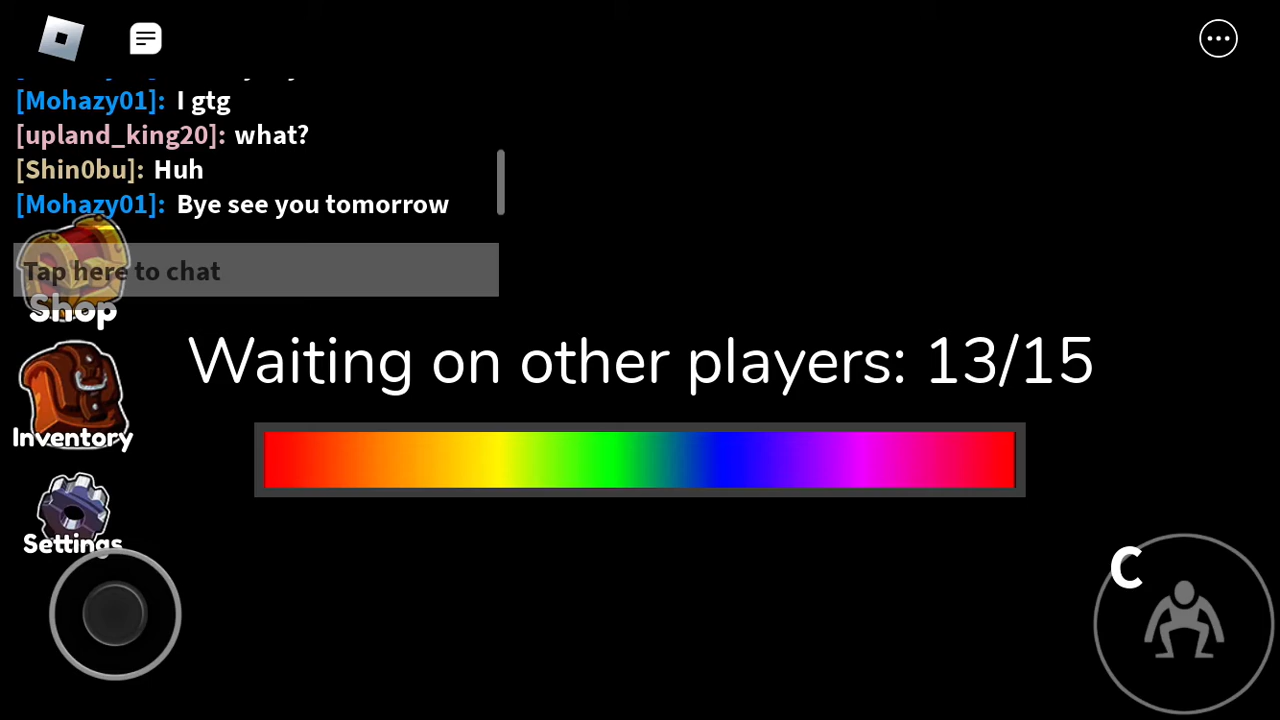 [Mohazy01]: I gtg
[upland_king20]: what?
[Shin0bu]: Huh
[Mohazy01]: Bye see you tomorrow
Tap here to chat
Shop
Waiting on other players: 13/15
Inventory
Settings
C